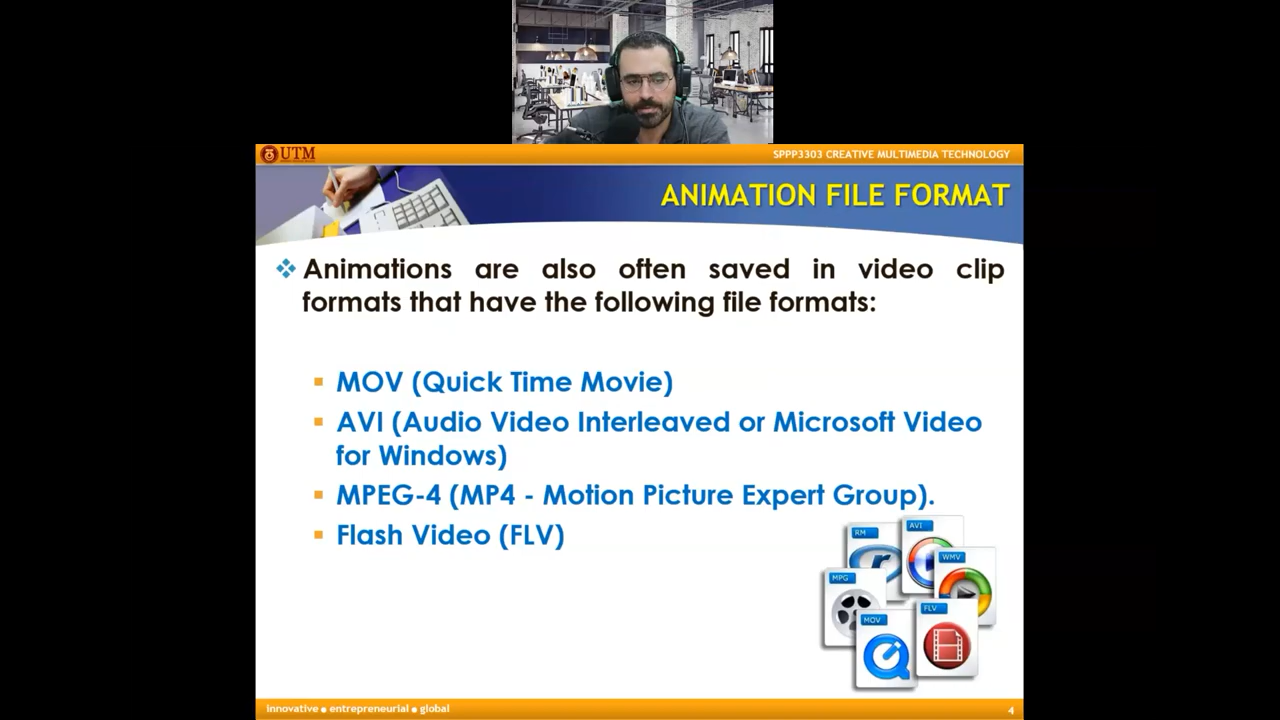 UTM
SPPP3303 CREATIVE MULTIMEDIA TECHNOLOGY
ANIMATION FILE FORMAT
Animations are also often saved in video clip
formats that have the following file formats:
MOV (Quick Time Movie)
AVI (Audio Video Interleaved or Microsoft Video
for Windows)
MPEG-4 (MP4 - Motion Picture Expert Group).
Flash Video (FLV)
RM
AVI
WMV
MPG
FLV
MOV
innovative ● entrepreneurial ● global
4